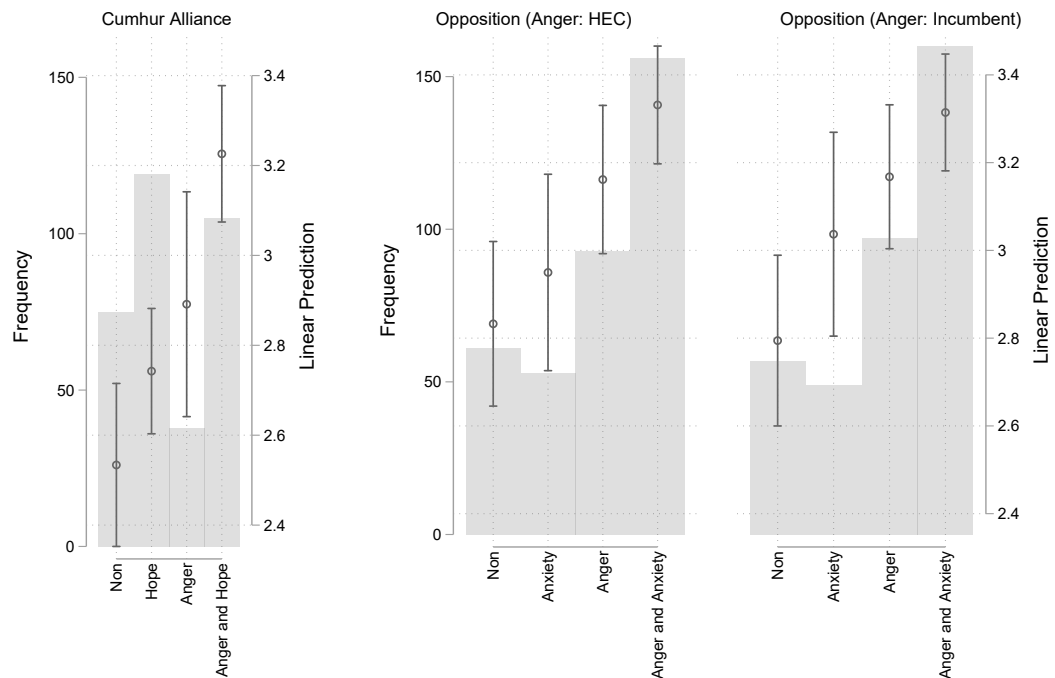 Cumhur Alliance
150
100
50
0
Frequency
3.4
3.2
3
2.8
2.6
2.4
Linear Prediction
Non
Hope
Anger
Anger and Hope
Opposition (Anger: HEC)
150
100
50
0
Frequency
Non
Anxiety
Anger
Anger and Anxiety
Opposition (Anger: Incumbent)
3.4
3.2
3
2.8
2.6
2.4
Linear Prediction
Non
Anxiety
Anger
Anger and Anxiety